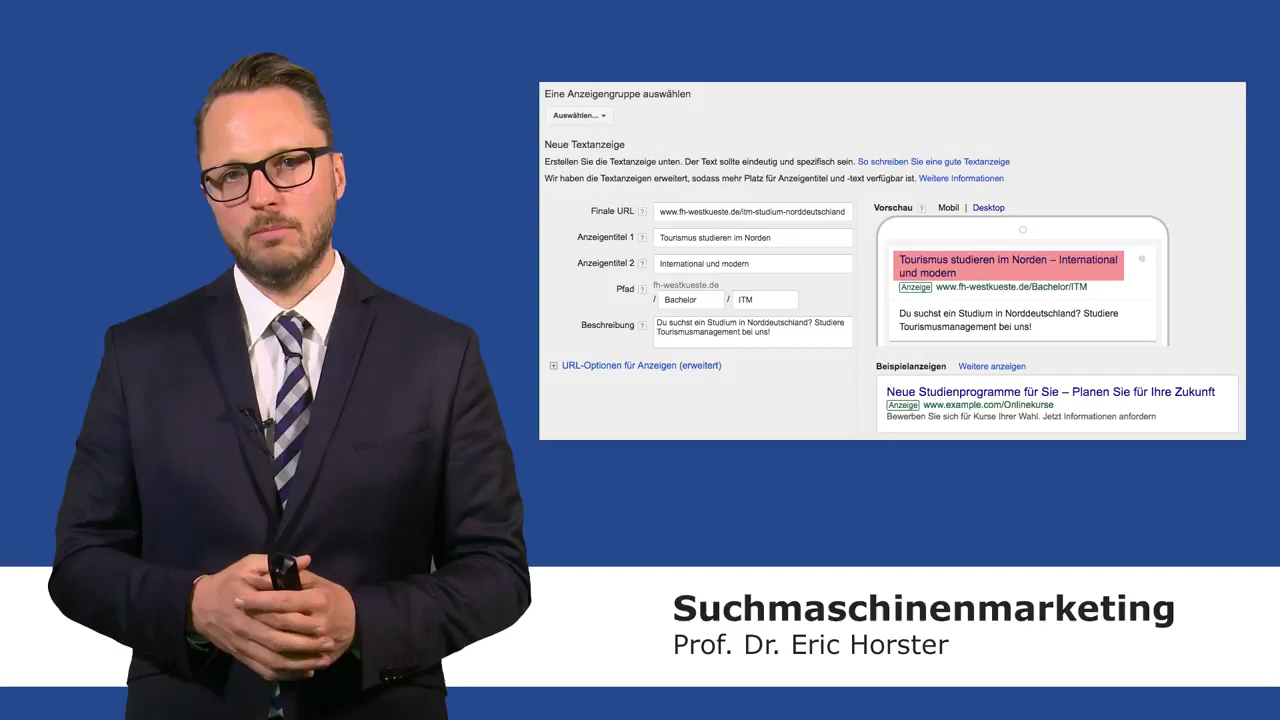 Eine Anzeigengruppe auswählen
Auswählen...
Neue Textanzeige
Erstellen Sie die Textanzeige unten. Der Text sollte eindeutig und spezifisch sein. So schreiben Sie eine gute Textanzeige
Wir haben die Textanzeigen erweitert, sodass mehr Platz für Anzeigentitel und -text verfügbar ist. Weitere Informationen
Finale URL ? www.fh-westkueste.de/itm-studium-norddeutschland
Anzeigentitel 1 ? Tourismus studieren im Norden
Anzeigentitel 2 ? International und modern
Pfad ? fh-westkueste.de
/ Bachelor / ITM
Beschreibung ? Du suchst ein Studium in Norddeutschland? Studiere
Tourismusmanagement bei uns!
URL-Optionen für Anzeigen (erweitert)
Vorschau ? Mobil | Desktop
Tourismus studieren im Norden – International
und modern
Anzeige www.fh-westkueste.de/Bachelor/ITM
Du suchst ein Studium in Norddeutschland? Studiere
Tourismusmanagement bei uns!
Beispielanzeigen Weitere anzeigen
Neue Studienprogramme für Sie – Planen Sie für Ihre Zukunft
Anzeige www.example.com/Onlinekurse
Bewerben Sie sich für Kurse Ihrer Wahl. Jetzt Informationen anfordern
Suchmaschinenmarketing
Prof. Dr. Eric Horster